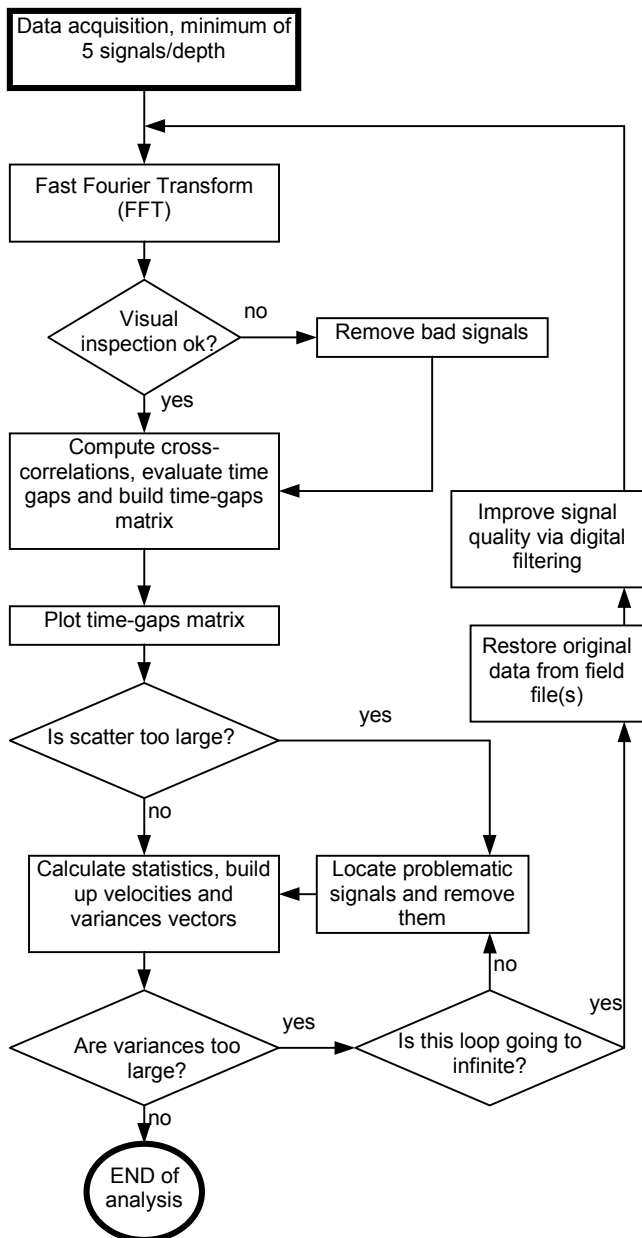 Data acquisition, minimum of
5 signals/depth
Fast Fourier Transform
(FFT)
Visual
inspection ok?
no
Remove bad signals
yes
Compute cross-
correlations, evaluate time
gaps and build time-gaps
matrix
Improve signal
quality via digital
filtering
Plot time-gaps matrix
Restore original
data from field
file(s)
Is scatter too large?
yes
no
Calculate statistics, build
up velocities and
variances vectors
Locate problematic
signals and remove
them
no
yes
Are variances too
large?
yes
Is this loop going to
infinite?
no
END of
analysis